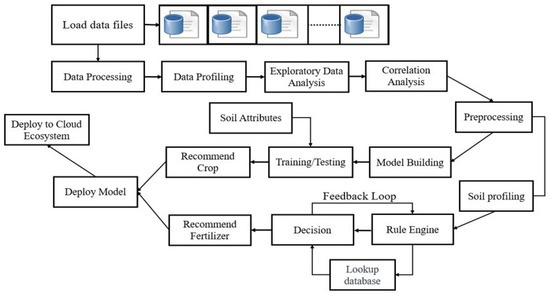 Load data files
Data Processing
Data Profiling
Exploratory Data
Analysis
Correlation
Analysis
Soil Attributes
Preprocessing
Deploy to Cloud
Ecosystem
Recommend
Crop
Training/Testing
Model Building
Deploy Model
Soil profiling
Feedback Loop
Recommend
Fertilizer
Decision
Rule Engine
Lookup
database